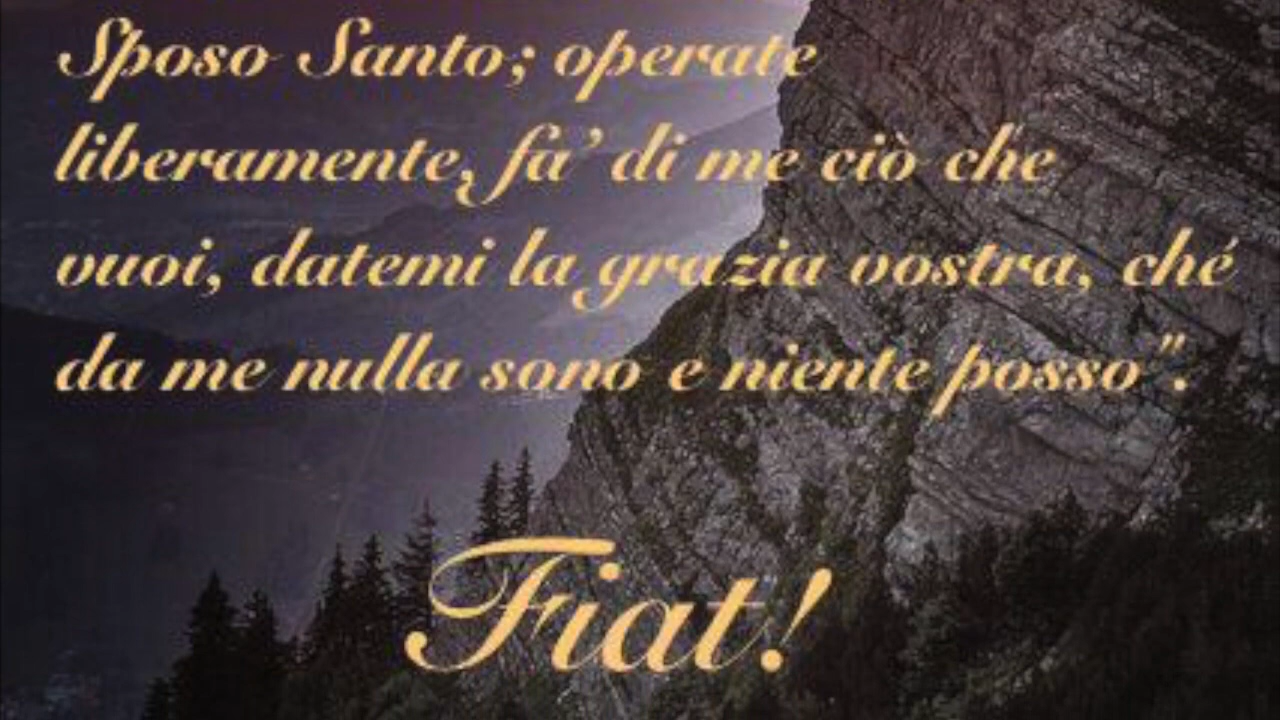 Sposo Santo; operate
liberamente, fa' di me ciò che
vuoi, datemi la grazia vostra, ché
da me nulla sono e niente posso".
Fiat!